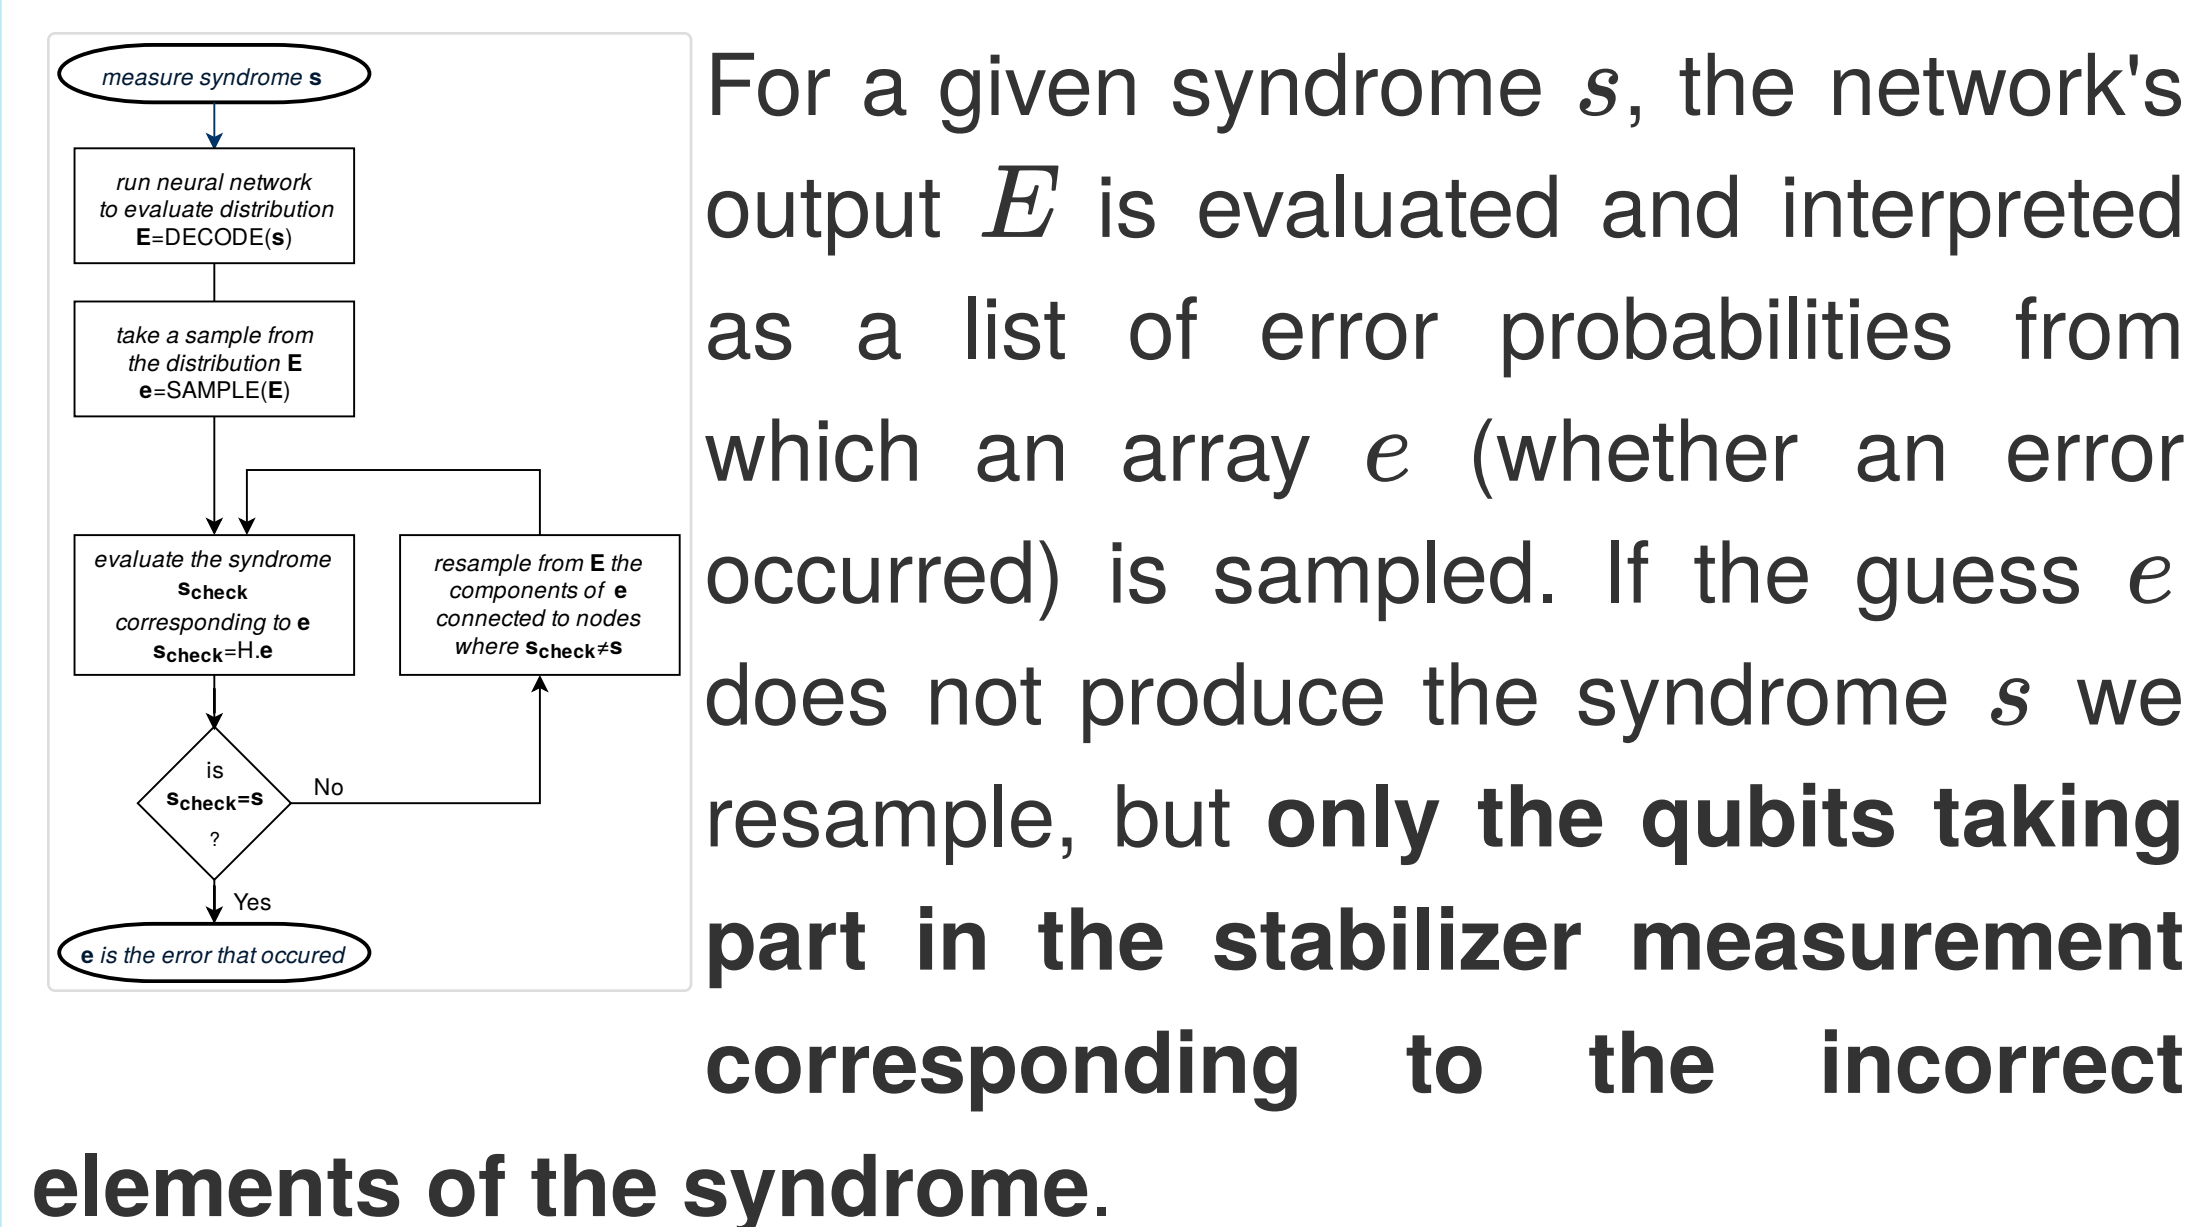 measure syndrome s
run neural network
to evaluate distribution
E=DECODE(s)
take a sample from
the distribution E
e=SAMPLE(E)
evaluate the syndrome
s_check
corresponding to e
s_check=H.e
resample from E the
components of e
connected to nodes
where s_check≠s
is
s_check=s
?
No
Yes
e is the error that occured
For a given syndrome s, the network's
output E is evaluated and interpreted
as a list of error probabilities from
which an array e (whether an error
occurred) is sampled. If the guess e
does not produce the syndrome s we
resample, but only the qubits taking
part in the stabilizer measurement
corresponding to the incorrect
elements of the syndrome.